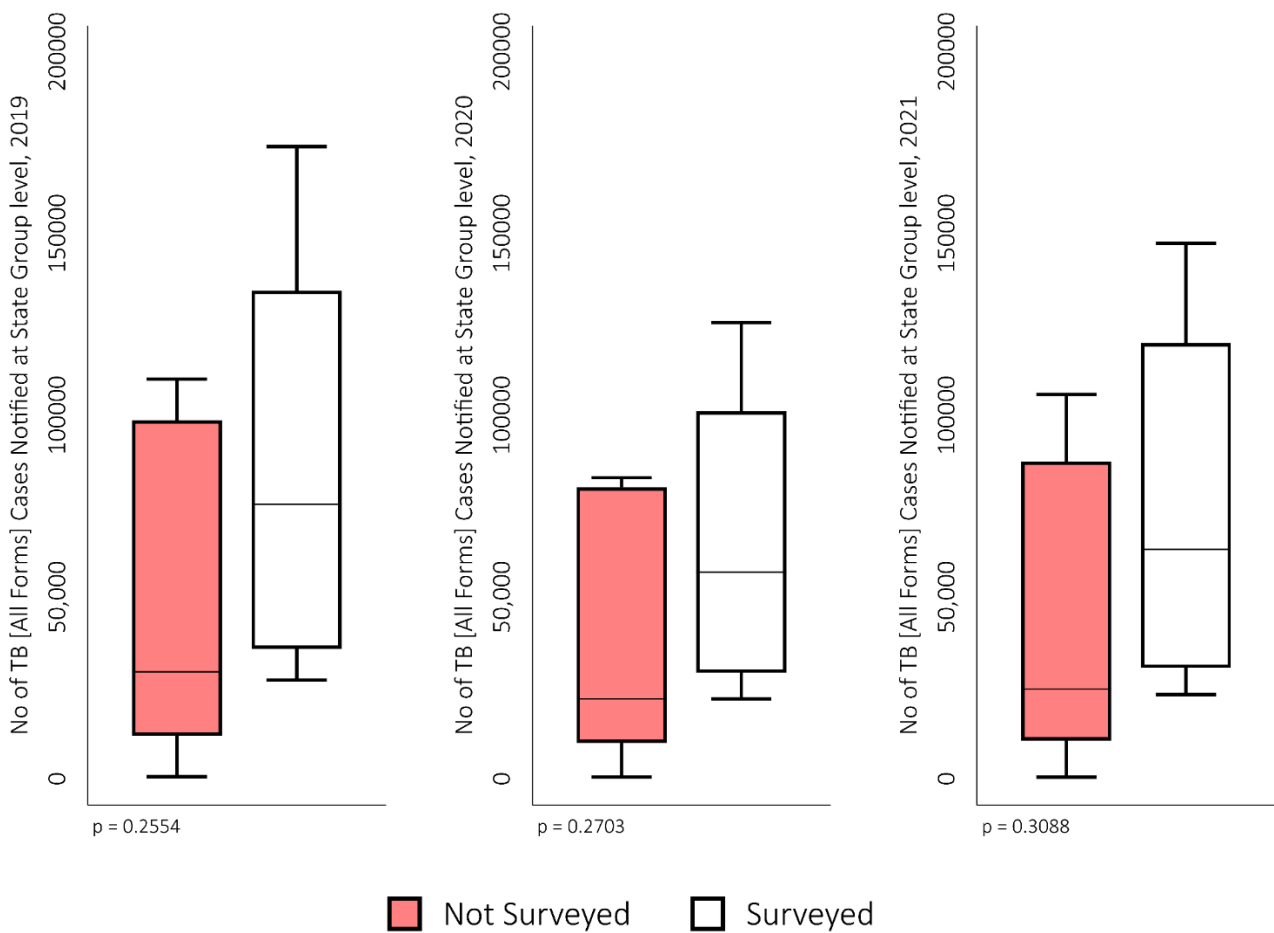 No of TB [All Forms] Cases Notified at State Group level, 2019
200000
150000
100000
50,000
0
p = 0.2554
No of TB [All Forms] Cases Notified at State Group level, 2020
200000
150000
100000
50,000
0
p = 0.2703
No of TB [All Forms] Cases Notified at State Group level, 2021
200000
150000
100000
50,000
0
p = 0.3088
Not Surveyed
Surveyed